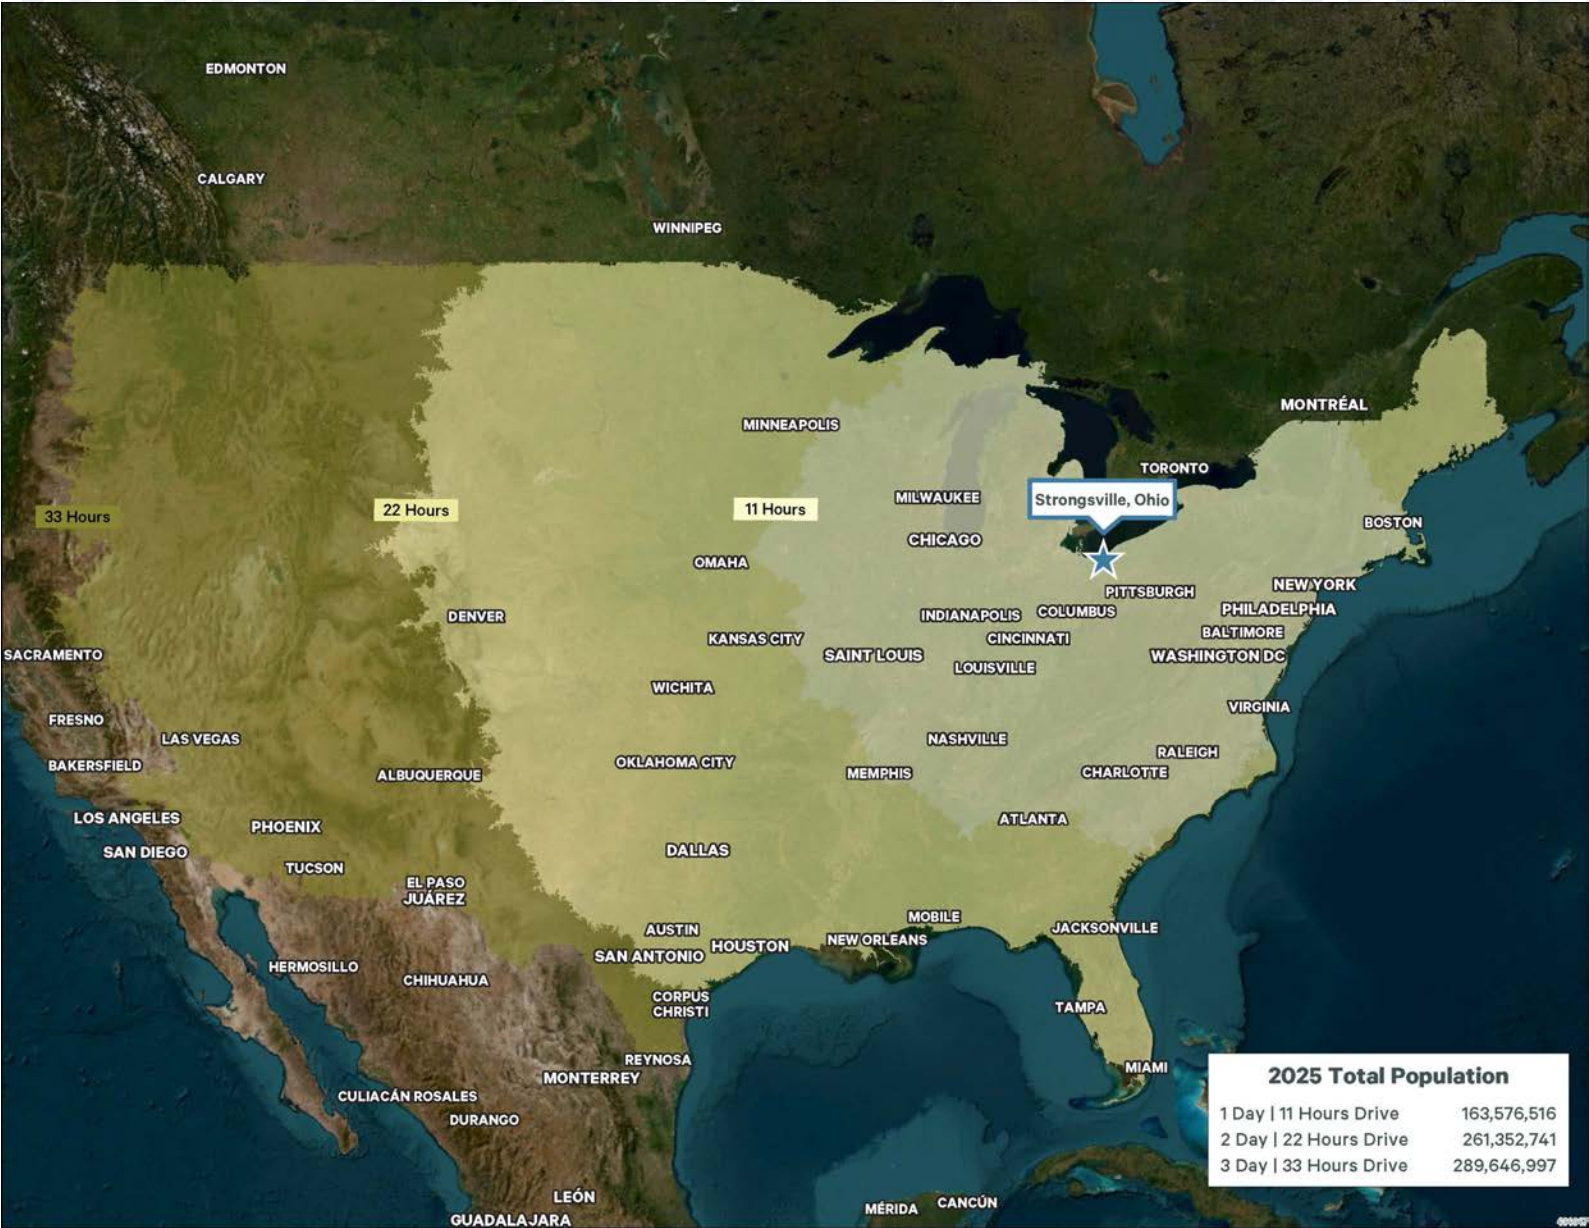 EDMONTON
CALGARY
WINNIPEG
MONTRÉAL
MINNEAPOLIS
TORONTO
MILWAUKEE
Strongsville, Ohio
33 Hours
22 Hours
11 Hours
BOSTON
CHICAGO
OMAHA
NEW YORK
PITTSBURGH
DENVER
INDIANAPOLIS
COLUMBUS
PHILADELPHIA
KANSAS CITY
CINCINNATI
BALTIMORE
SACRAMENTO
SAINT LOUIS
WASHINGTON DC
LOUISVILLE
WICHITA
VIRGINIA
FRESNO
LAS VEGAS
NASHVILLE
RALEIGH
BAKERSFIELD
ALBUQUERQUE
OKLAHOMA CITY
MEMPHIS
CHARLOTTE
LOS ANGELES
PHOENIX
ATLANTA
SAN DIEGO
DALLAS
TUCSON
EL PASO
JUÁREZ
MOBILE
AUSTIN
JACKSONVILLE
SAN ANTONIO
HOUSTON
NEW ORLEANS
HERMOSILLO
CHIHUAHUA
CORPUS
CHRISTI
TAMPA
REYNOSA
MONTERREY
MIAMI
CULIACÁN ROSALES
DURANGO
LEÓN
GUADALAJARA
MÉRIDA
CANCÚN
2025 Total Population
1 Day | 11 Hours Drive 163,576,516
2 Day | 22 Hours Drive 261,352,741
3 Day | 33 Hours Drive 289,646,997